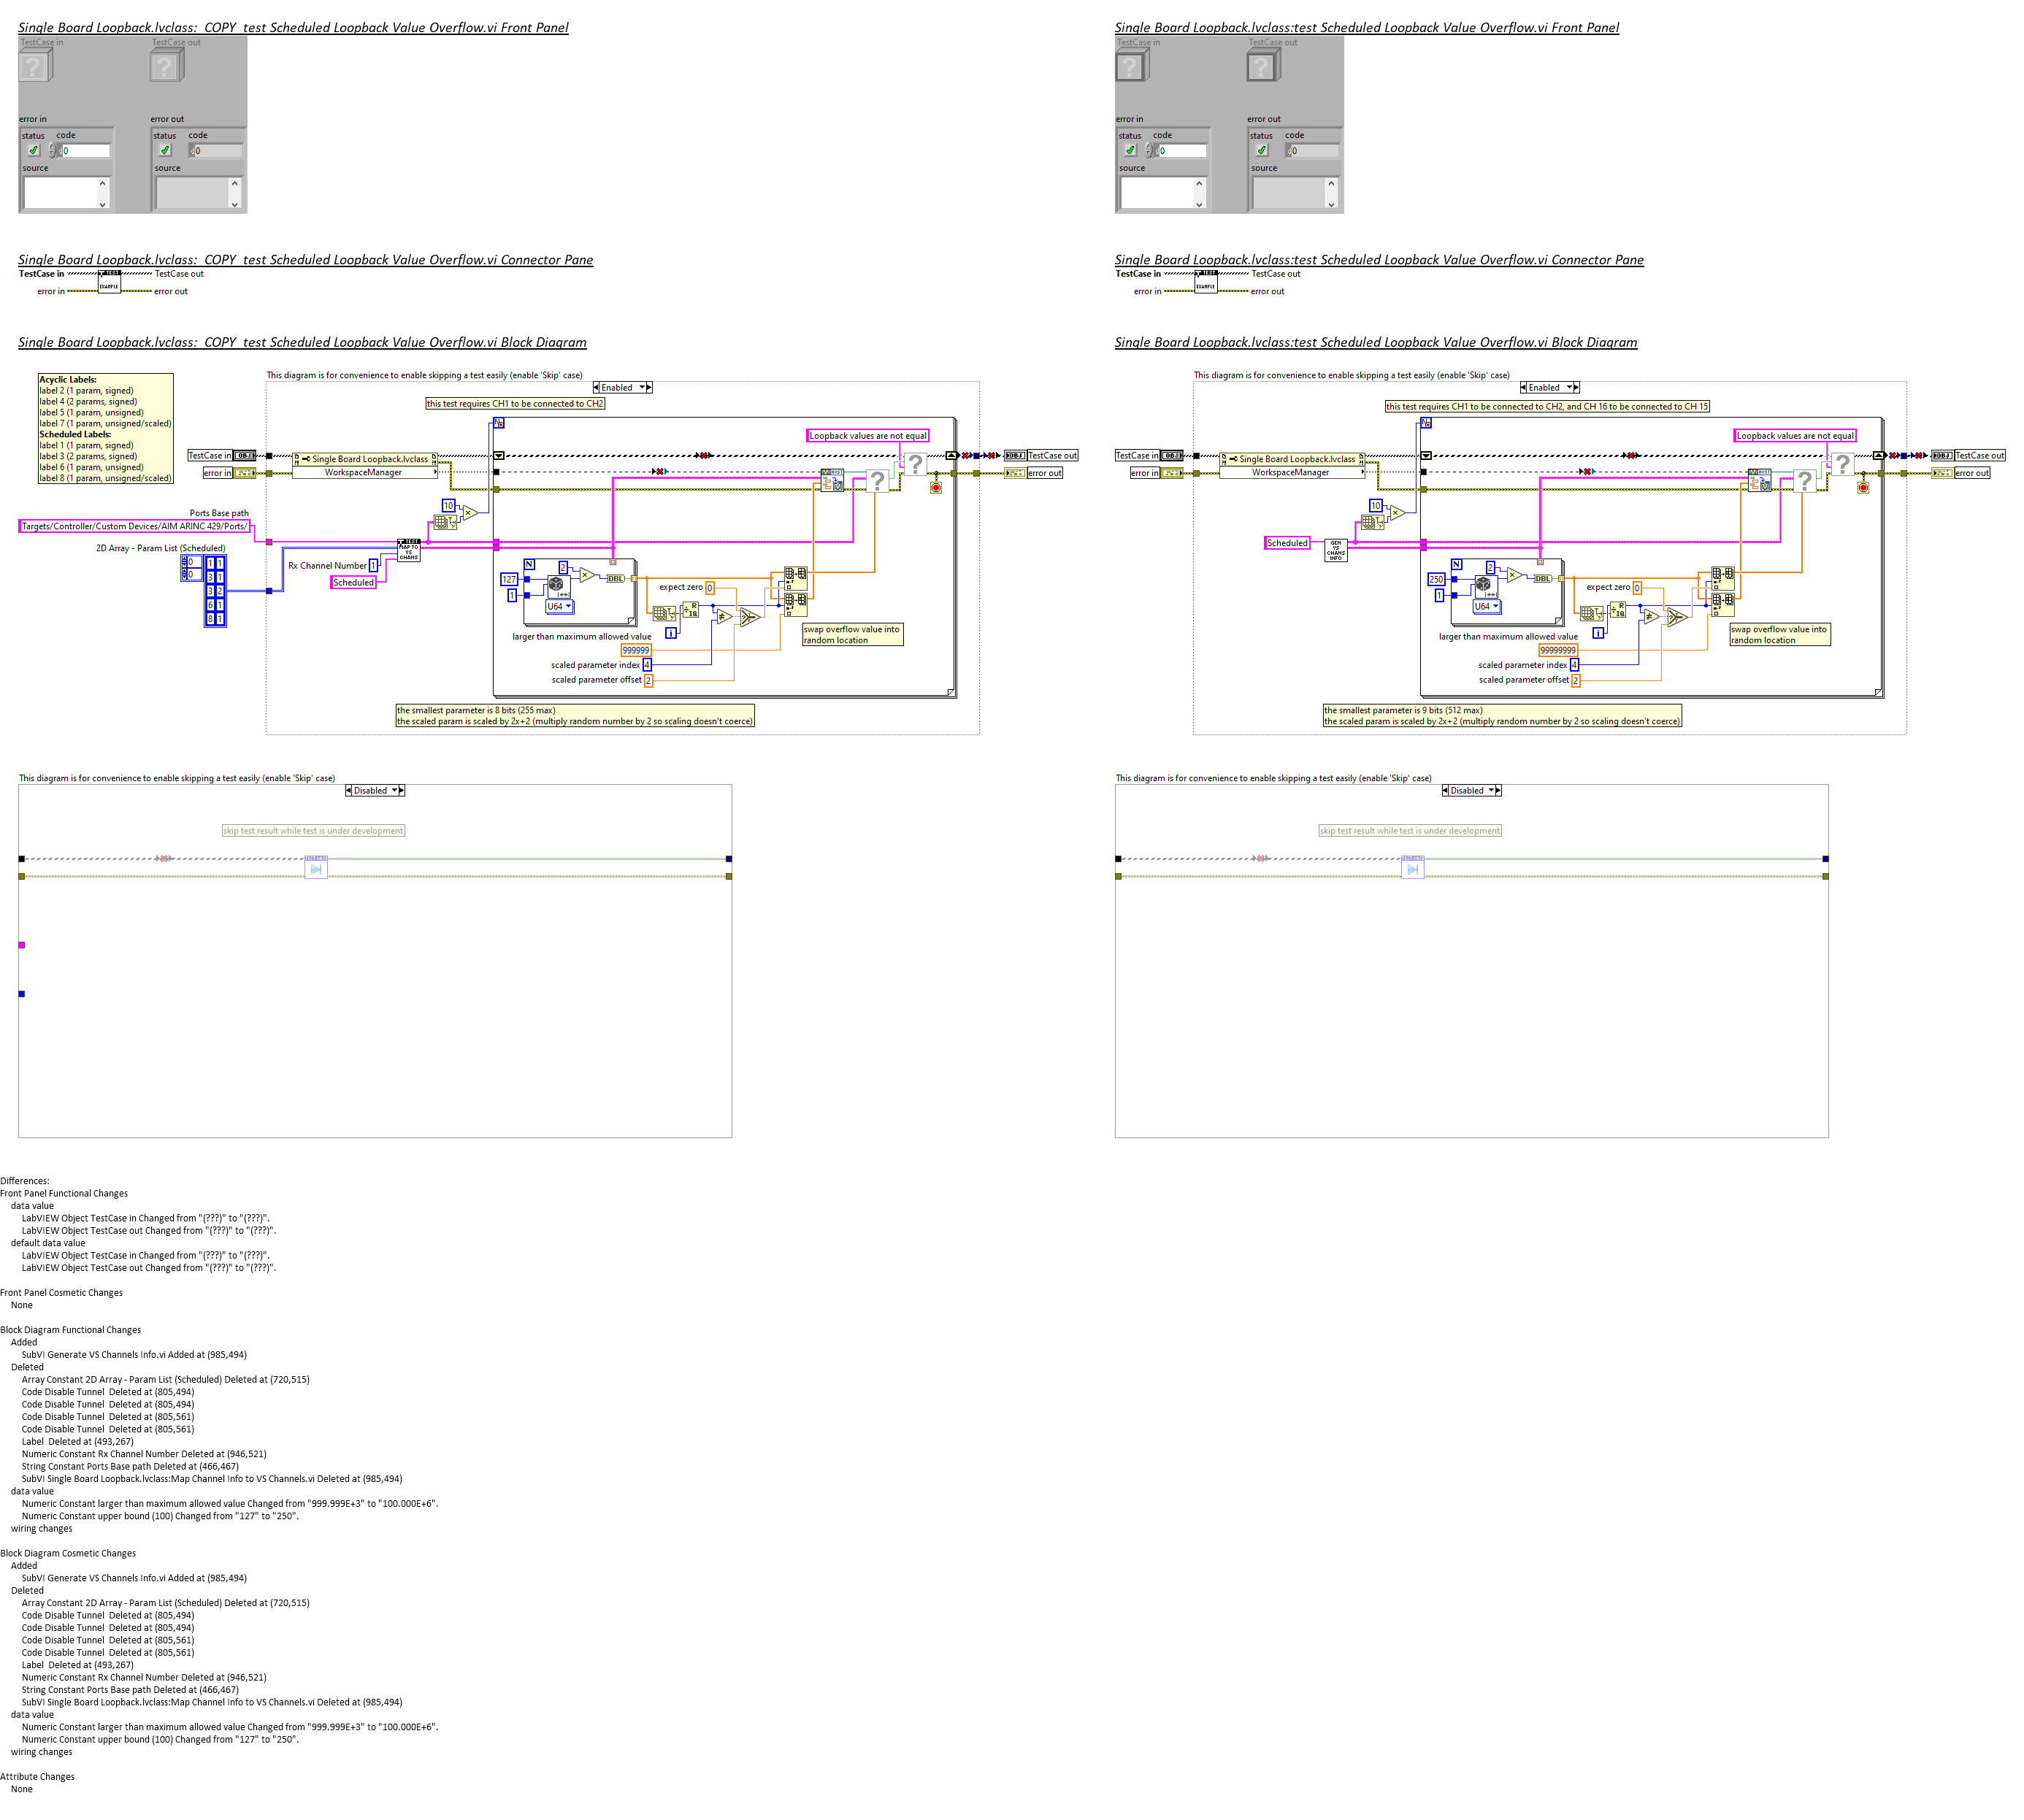 Single Board Loopback.lvclass:  COPY  test Scheduled Loopback Value Overflow.vi Front Panel
TestCase in
TestCase out
error in
error out
status
code
status
code
0
0
source
source
Single Board Loopback.lvclass:  COPY  test Scheduled Loopback Value Overflow.vi Connector Pane
TestCase in
TEST
TestCase out
error in
EXAMPLE
error out
Single Board Loopback.lvclass:  COPY  test Scheduled Loopback Value Overflow.vi Block Diagram
Acyclic Labels:
label 2 (1 param, signed)
label 4 (2 params, signed)
label 5 (1 param, unsigned)
label 7 (1 param, unsigned/scaled)
Scheduled Labels:
label 1 (1 param, signed)
label 3 (2 params, signed)
label 6 (1 param, unsigned)
label 8 (1 param, unsigned/scaled)
This diagram is for convenience to enable skipping a test easily (enable 'Skip' case)
Enabled
this test requires CH1 to be connected to CH2
N
Loopback values are not equal
TestCase in
OBJ
Single Board Loopback.lvclass
OBJ
TestCase out
error in
WorkspaceManager
error out
10
Ports Base path
Targets/Controller/Custom Devices/AIM ARINC 429/Ports/
TEST
MAP TO
VS
CHANS
2D Array - Param List (Scheduled)
0
0
1 1
3 1
3 2
6 1
8 1
Rx Channel Number 1
Scheduled
N
2
127
DBL
1
U64
expect zero 0
R
IQ
i
larger than maximum allowed value
999999
scaled parameter index 4
scaled parameter offset 2
swap overflow value into
random location
the smallest parameter is 8 bits (255 max)
the scaled param is scaled by 2x+2 (multiply random number by 2 so scaling doesn't coerce)
This diagram is for convenience to enable skipping a test easily (enable 'Skip' case)
Disabled
skip test result while test is under development
Single Board Loopback.lvclass:test Scheduled Loopback Value Overflow.vi Front Panel
TestCase in
TestCase out
error in
error out
status
code
status
code
0
0
source
source
Single Board Loopback.lvclass:test Scheduled Loopback Value Overflow.vi Connector Pane
TestCase in
TEST
TestCase out
error in
EXAMPLE
error out
Single Board Loopback.lvclass:test Scheduled Loopback Value Overflow.vi Block Diagram
This diagram is for convenience to enable skipping a test easily (enable 'Skip' case)
Enabled
this test requires CH1 to be connected to CH2, and CH 16 to be connected to CH 15
N
Loopback values are not equal
TestCase in
OBJ
Single Board Loopback.lvclass
OBJ
TestCase out
error in
WorkspaceManager
error out
10
Scheduled
GEN
VS
CHANS
INFO
N
2
250
DBL
1
U64
expect zero 0
R
IQ
i
larger than maximum allowed value
99999999
scaled parameter index 4
scaled parameter offset 2
swap overflow value into
random location
the smallest parameter is 9 bits (512 max)
the scaled param is scaled by 2x+2 (multiply random number by 2 so scaling doesn't coerce)
This diagram is for convenience to enable skipping a test easily (enable 'Skip' case)
Disabled
skip test result while test is under development
Differences:
Front Panel Functional Changes
data value
LabVIEW Object TestCase in Changed from "(???)" to "(???)".
LabVIEW Object TestCase out Changed from "(???)" to "(???)".
default data value
LabVIEW Object TestCase in Changed from "(???)" to "(???)".
LabVIEW Object TestCase out Changed from "(???)" to "(???)".
Front Panel Cosmetic Changes
None
Block Diagram Functional Changes
Added
SubVI Generate VS Channels Info.vi Added at (985,494)
Deleted
Array Constant 2D Array - Param List (Scheduled) Deleted at (720,515)
Code Disable Tunnel  Deleted at (805,494)
Code Disable Tunnel  Deleted at (805,494)
Code Disable Tunnel  Deleted at (805,561)
Code Disable Tunnel  Deleted at (805,561)
Label  Deleted at (493,267)
Numeric Constant Rx Channel Number Deleted at (946,521)
String Constant Ports Base path Deleted at (466,467)
SubVI Single Board Loopback.lvclass:Map Channel Info to VS Channels.vi Deleted at (985,494)
data value
Numeric Constant larger than maximum allowed value Changed from "999.999E+3" to "100.000E+6".
Numeric Constant upper bound (100) Changed from "127" to "250".
wiring changes
Block Diagram Cosmetic Changes
Added
SubVI Generate VS Channels Info.vi Added at (985,494)
Deleted
Array Constant 2D Array - Param List (Scheduled) Deleted at (720,515)
Code Disable Tunnel  Deleted at (805,494)
Code Disable Tunnel  Deleted at (805,494)
Code Disable Tunnel  Deleted at (805,561)
Code Disable Tunnel  Deleted at (805,561)
Label  Deleted at (493,267)
Numeric Constant Rx Channel Number Deleted at (946,521)
String Constant Ports Base path Deleted at (466,467)
SubVI Single Board Loopback.lvclass:Map Channel Info to VS Channels.vi Deleted at (985,494)
data value
Numeric Constant larger than maximum allowed value Changed from "999.999E+3" to "100.000E+6".
Numeric Constant upper bound (100) Changed from "127" to "250".
wiring changes
Attribute Changes
None